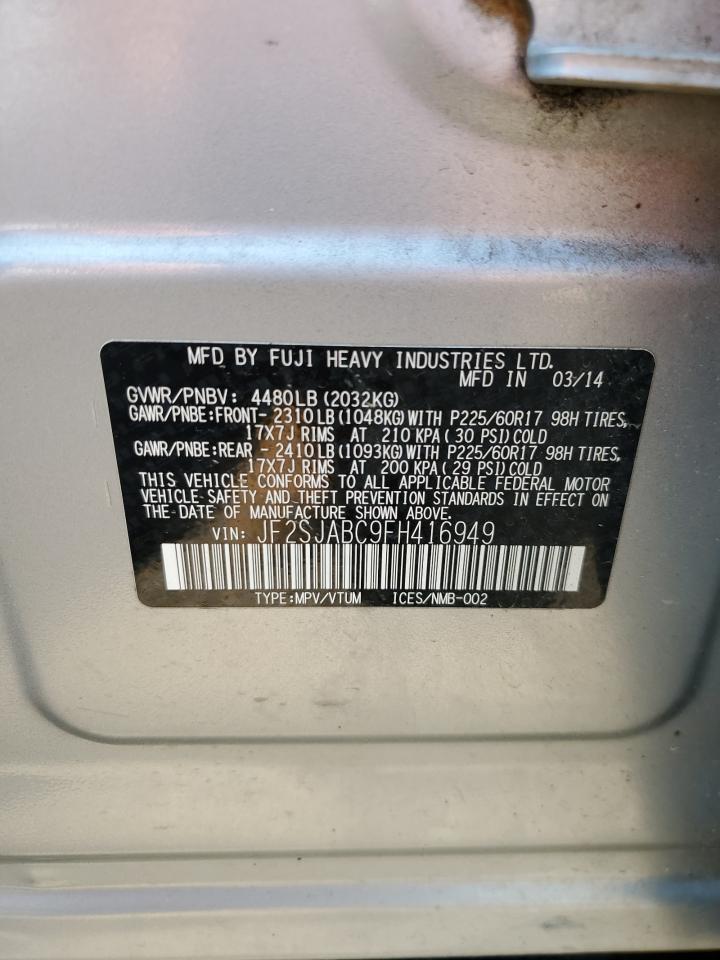 MFD BY FUJI HEAVY INDUSTRIES LTD.
MFD IN 03/14
GVWR/PNBV: 4480LB (2032KG)
GAWR/PNBE:FRONT- 2310 LB (1048KG) WITH P225/60R17 98H TIRES,
17X7J RIMS AT 210 KPA (30 PSI) COLD
GAWR/PNBE:REAR - 2410 LB (1093KG) WITH P225/60R17 98H TIRES,
17X7J RIMS AT 200 KPA (29 PSI) COLD
THIS VEHICLE CONFORMS TO ALL APPLICABLE FEDERAL MOTOR
VEHICLE SAFETY AND THEFT PREVENTION STANDARDS IN EFFECT ON
THE DATE OF MANUFACTURE SHOWN ABOVE.
VIN: JF2SJABC9FH416949
TYPE:MPV/VTUM ICES/NMB-002